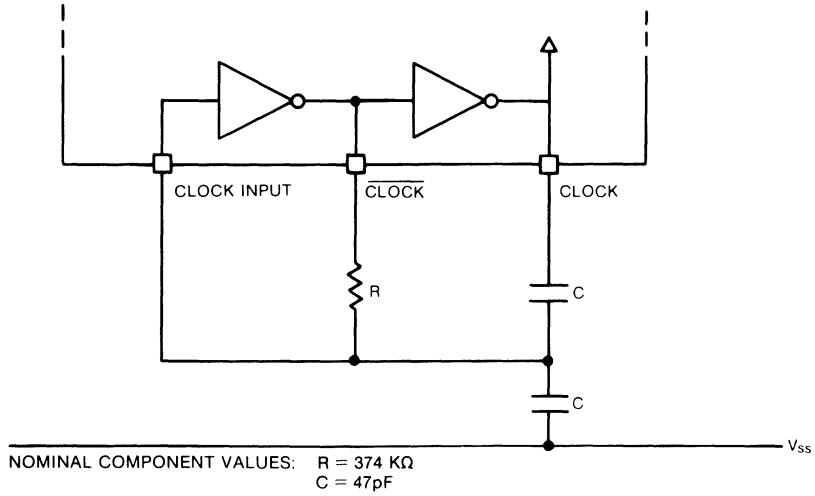 CLOCK INPUT
CLOCK
CLOCK
R
C
C
Vss
NOMINAL COMPONENT VALUES: R = 374 KΩ
C = 47pF